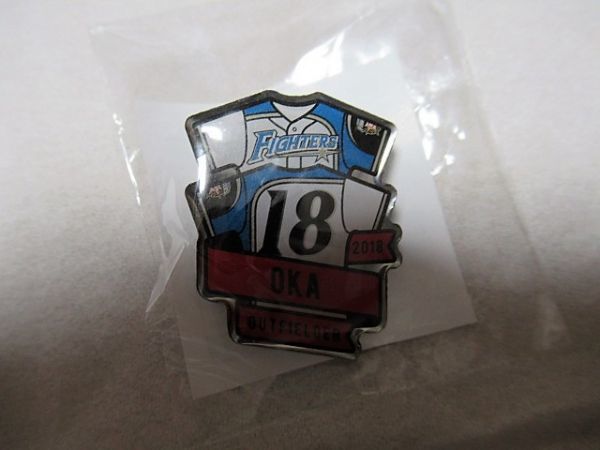 FIGHTERS
18
2018
OKA
OUTFIELDER